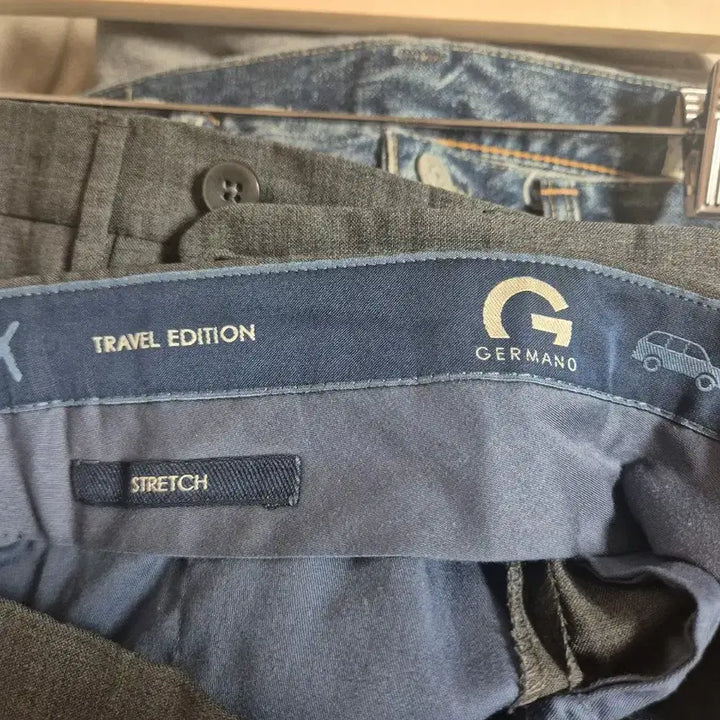 TRAVEL EDITION
G
GERMANO
STRETCH